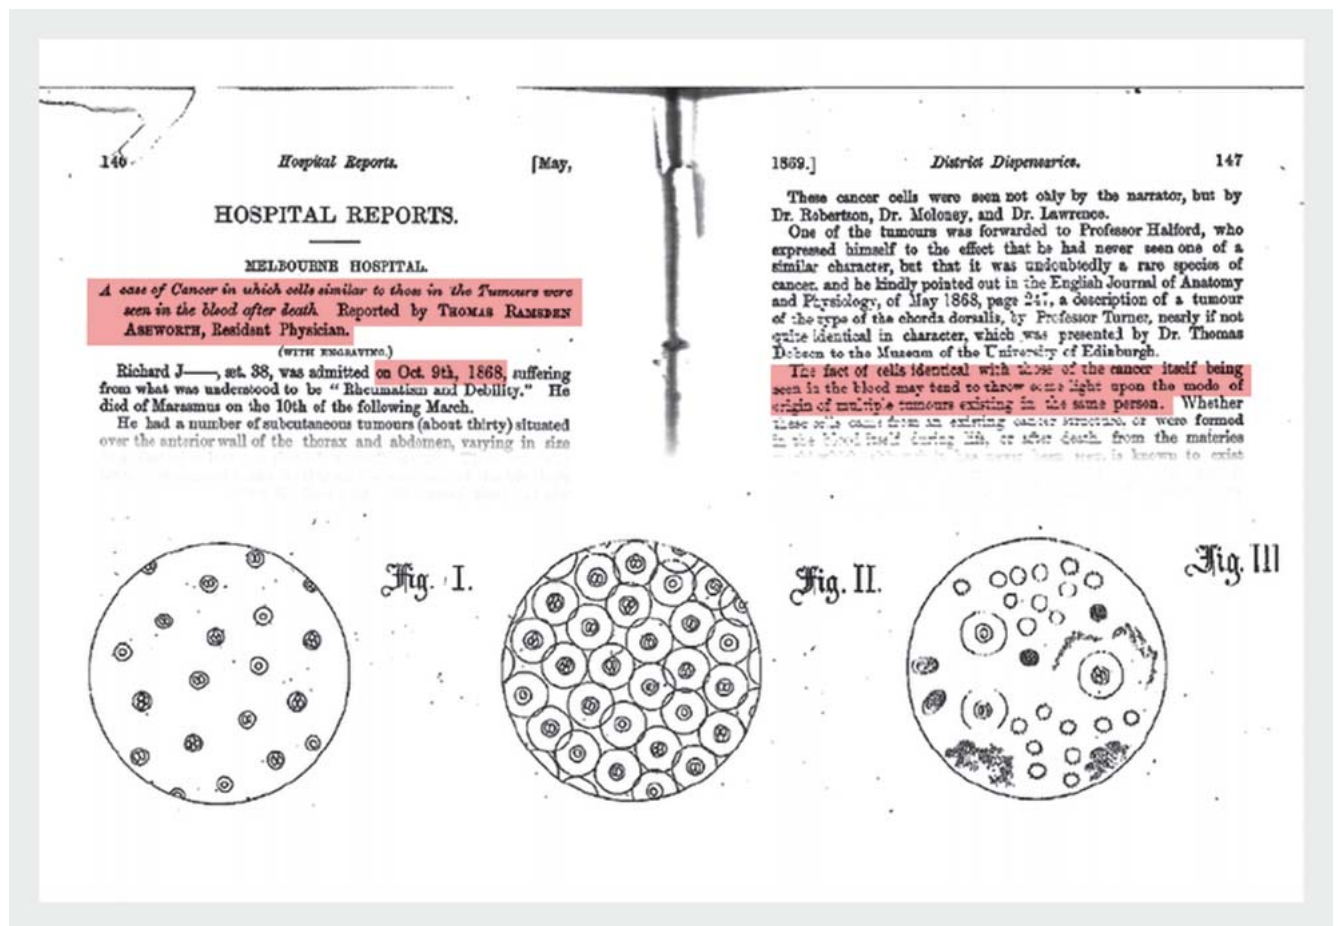 146 Hospital Reports. [May,
HOSPITAL REPORTS.
MELBOURNE HOSPITAL.
A case of Cancer in which cells similar to those in the Tumours were
seen in the blood after death. Reported by THOMAS RAMSDEN
ASHWORTH, Resident Physician.
(WITH ENGRAVING.)
Richard J——, æt. 38, was admitted on Oct. 9th, 1868, suffering
from what was understood to be "Rheumatism and Debility." He
died of Marasmus on the 10th of the following March.
He had a number of subcutaneous tumours (about thirty) situated
over the anterior wall of the thorax and abdomen, varying in size
1869.] District Dispensaries. 147
These cancer cells were seen not only by the narrator, but by
Dr. Robertson, Dr. Moloney, and Dr. Lawrence.
One of the tumours was forwarded to Professor Halford, who
expressed himself to the effect that he had never seen one of a
similar character, but that it was undoubtedly a rare species of
cancer, and he kindly pointed out in the English Journal of Anatomy
and Physiology, of May 1868, page a description of a tumour
of the type of the chorda dorsalis, by Professor Turner, nearly if not
quite identical in character, which was presented by Dr. Thomas
Dobson to the Museum of the University of Edinburgh.
The fact of cells identical with those of the cancer itself being
seen in the blood may tend to throw some light upon the mode of
origin of multiple tumours existing in the same person. Whether
these cells came from an existing cancer structure, or were formed
in the blood itself during life, or after death, from the materies
is known to exist
Fig. I.
Fig. II.
Fig. III